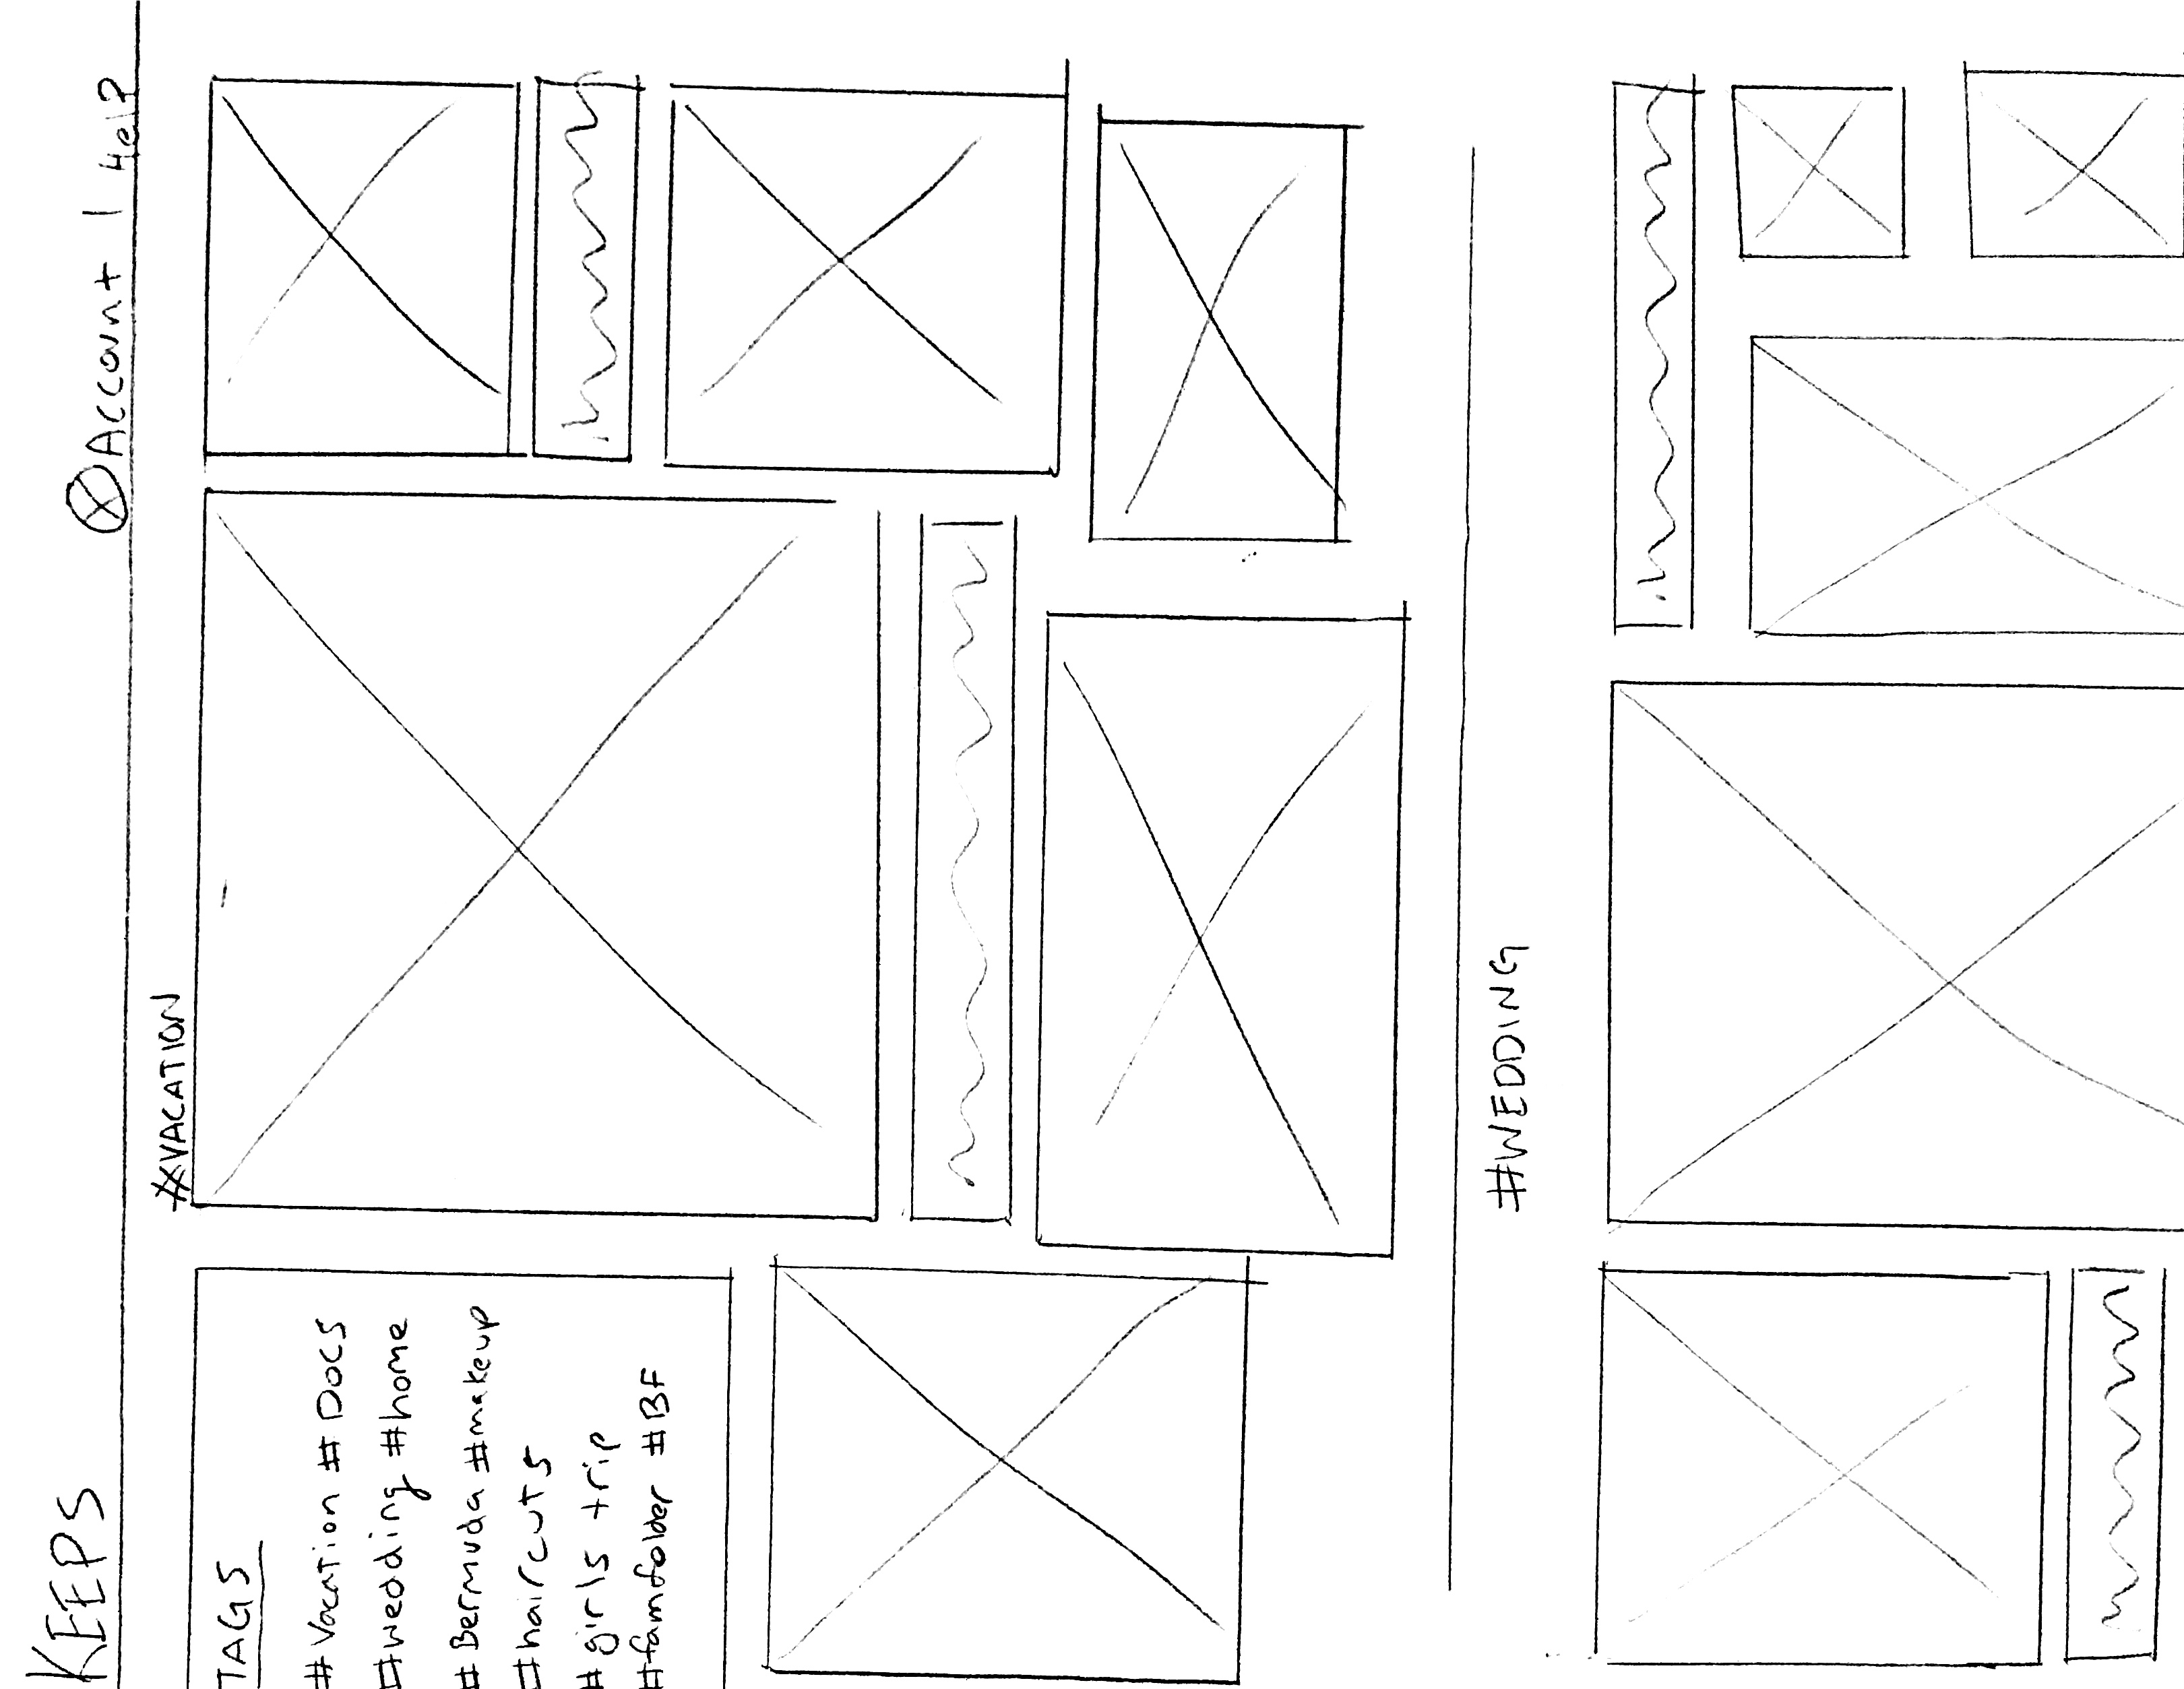 KEEPS
Account | Help
#VACATION
TAGS
#Vacation #DOCS
#wedding #home
#Bermuda #makeup
#haircuts
#girls trip
#famfolder #BF
#WEDDING